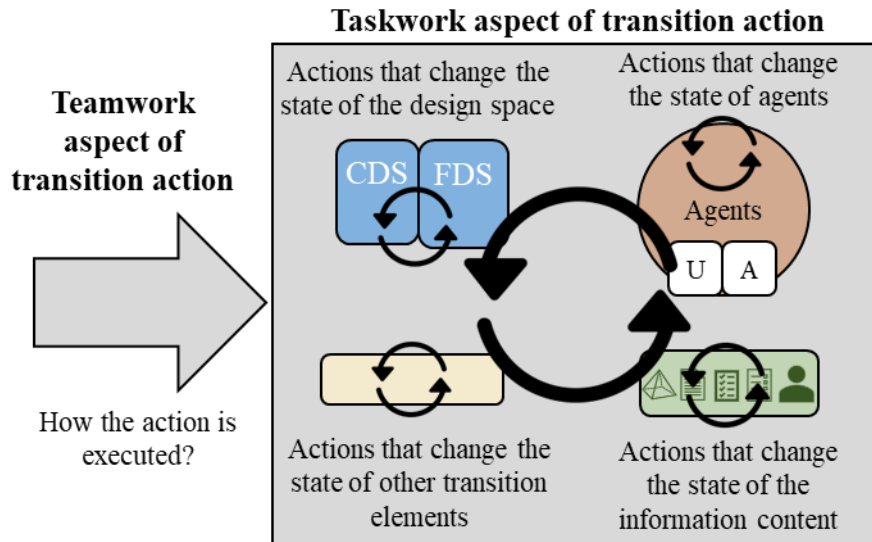 Taskwork aspect of transition action
Teamwork
aspect of
transition action
How the action is
executed?
Actions that change the
state of the design space
CDS
FDS
Actions that change
the state of agents
Agents
U
A
Actions that change the
state of other transition
elements
Actions that change
the state of the
information content